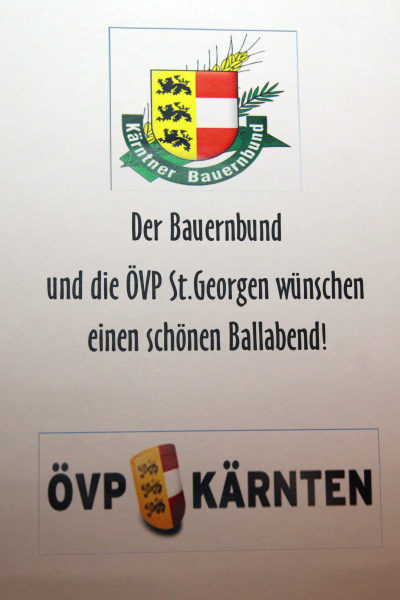 Kärntner Bauernbund
Der Bauernbund
und die ÖVP St.Georgen wünschen
einen schönen Ballabend!
ÖVP KÄRNTEN